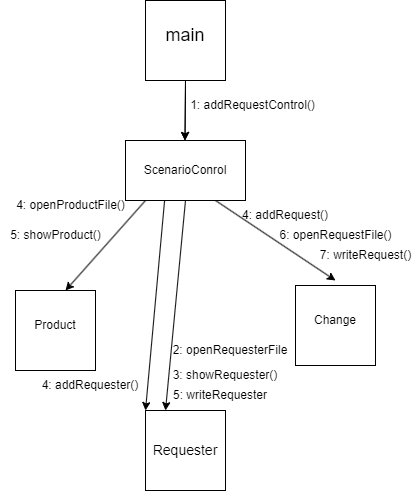 main
1: addRequestControl()
ScenarioConrol
4: openProductFile()
5: showProduct()
4: addRequest()
6: openRequestFile()
7: writeRequest()
Product
Change
2: openRequesterFile
3: showRequester()
4: addRequester()
5: writeRequester
Requester